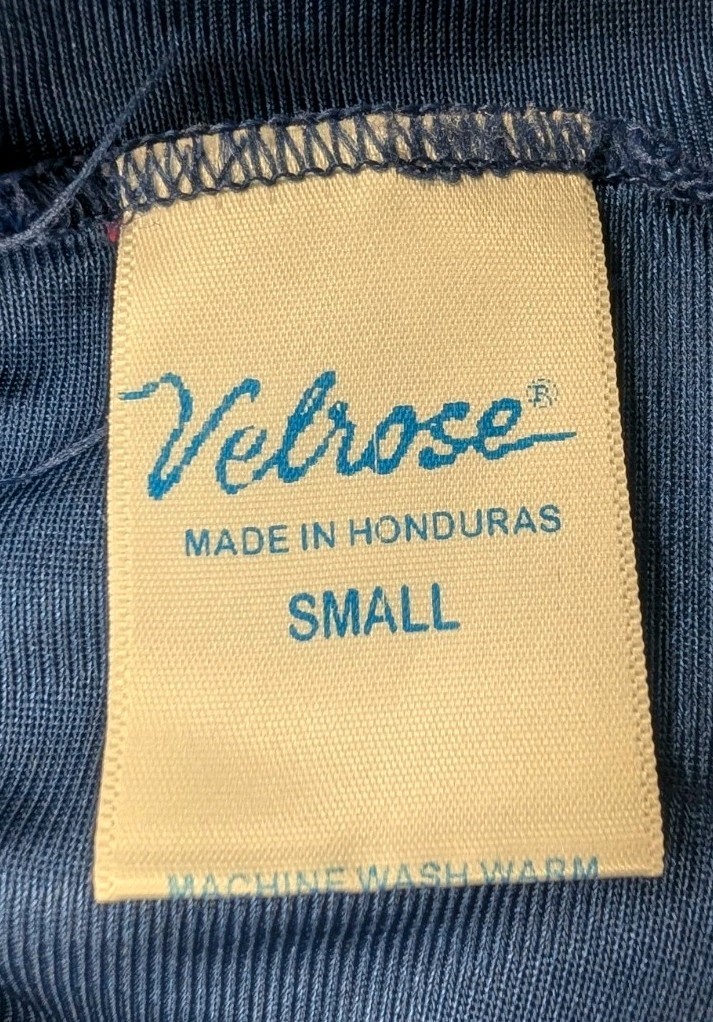 Velrose®
MADE IN HONDURAS
SMALL
MACHINE WASH WARM